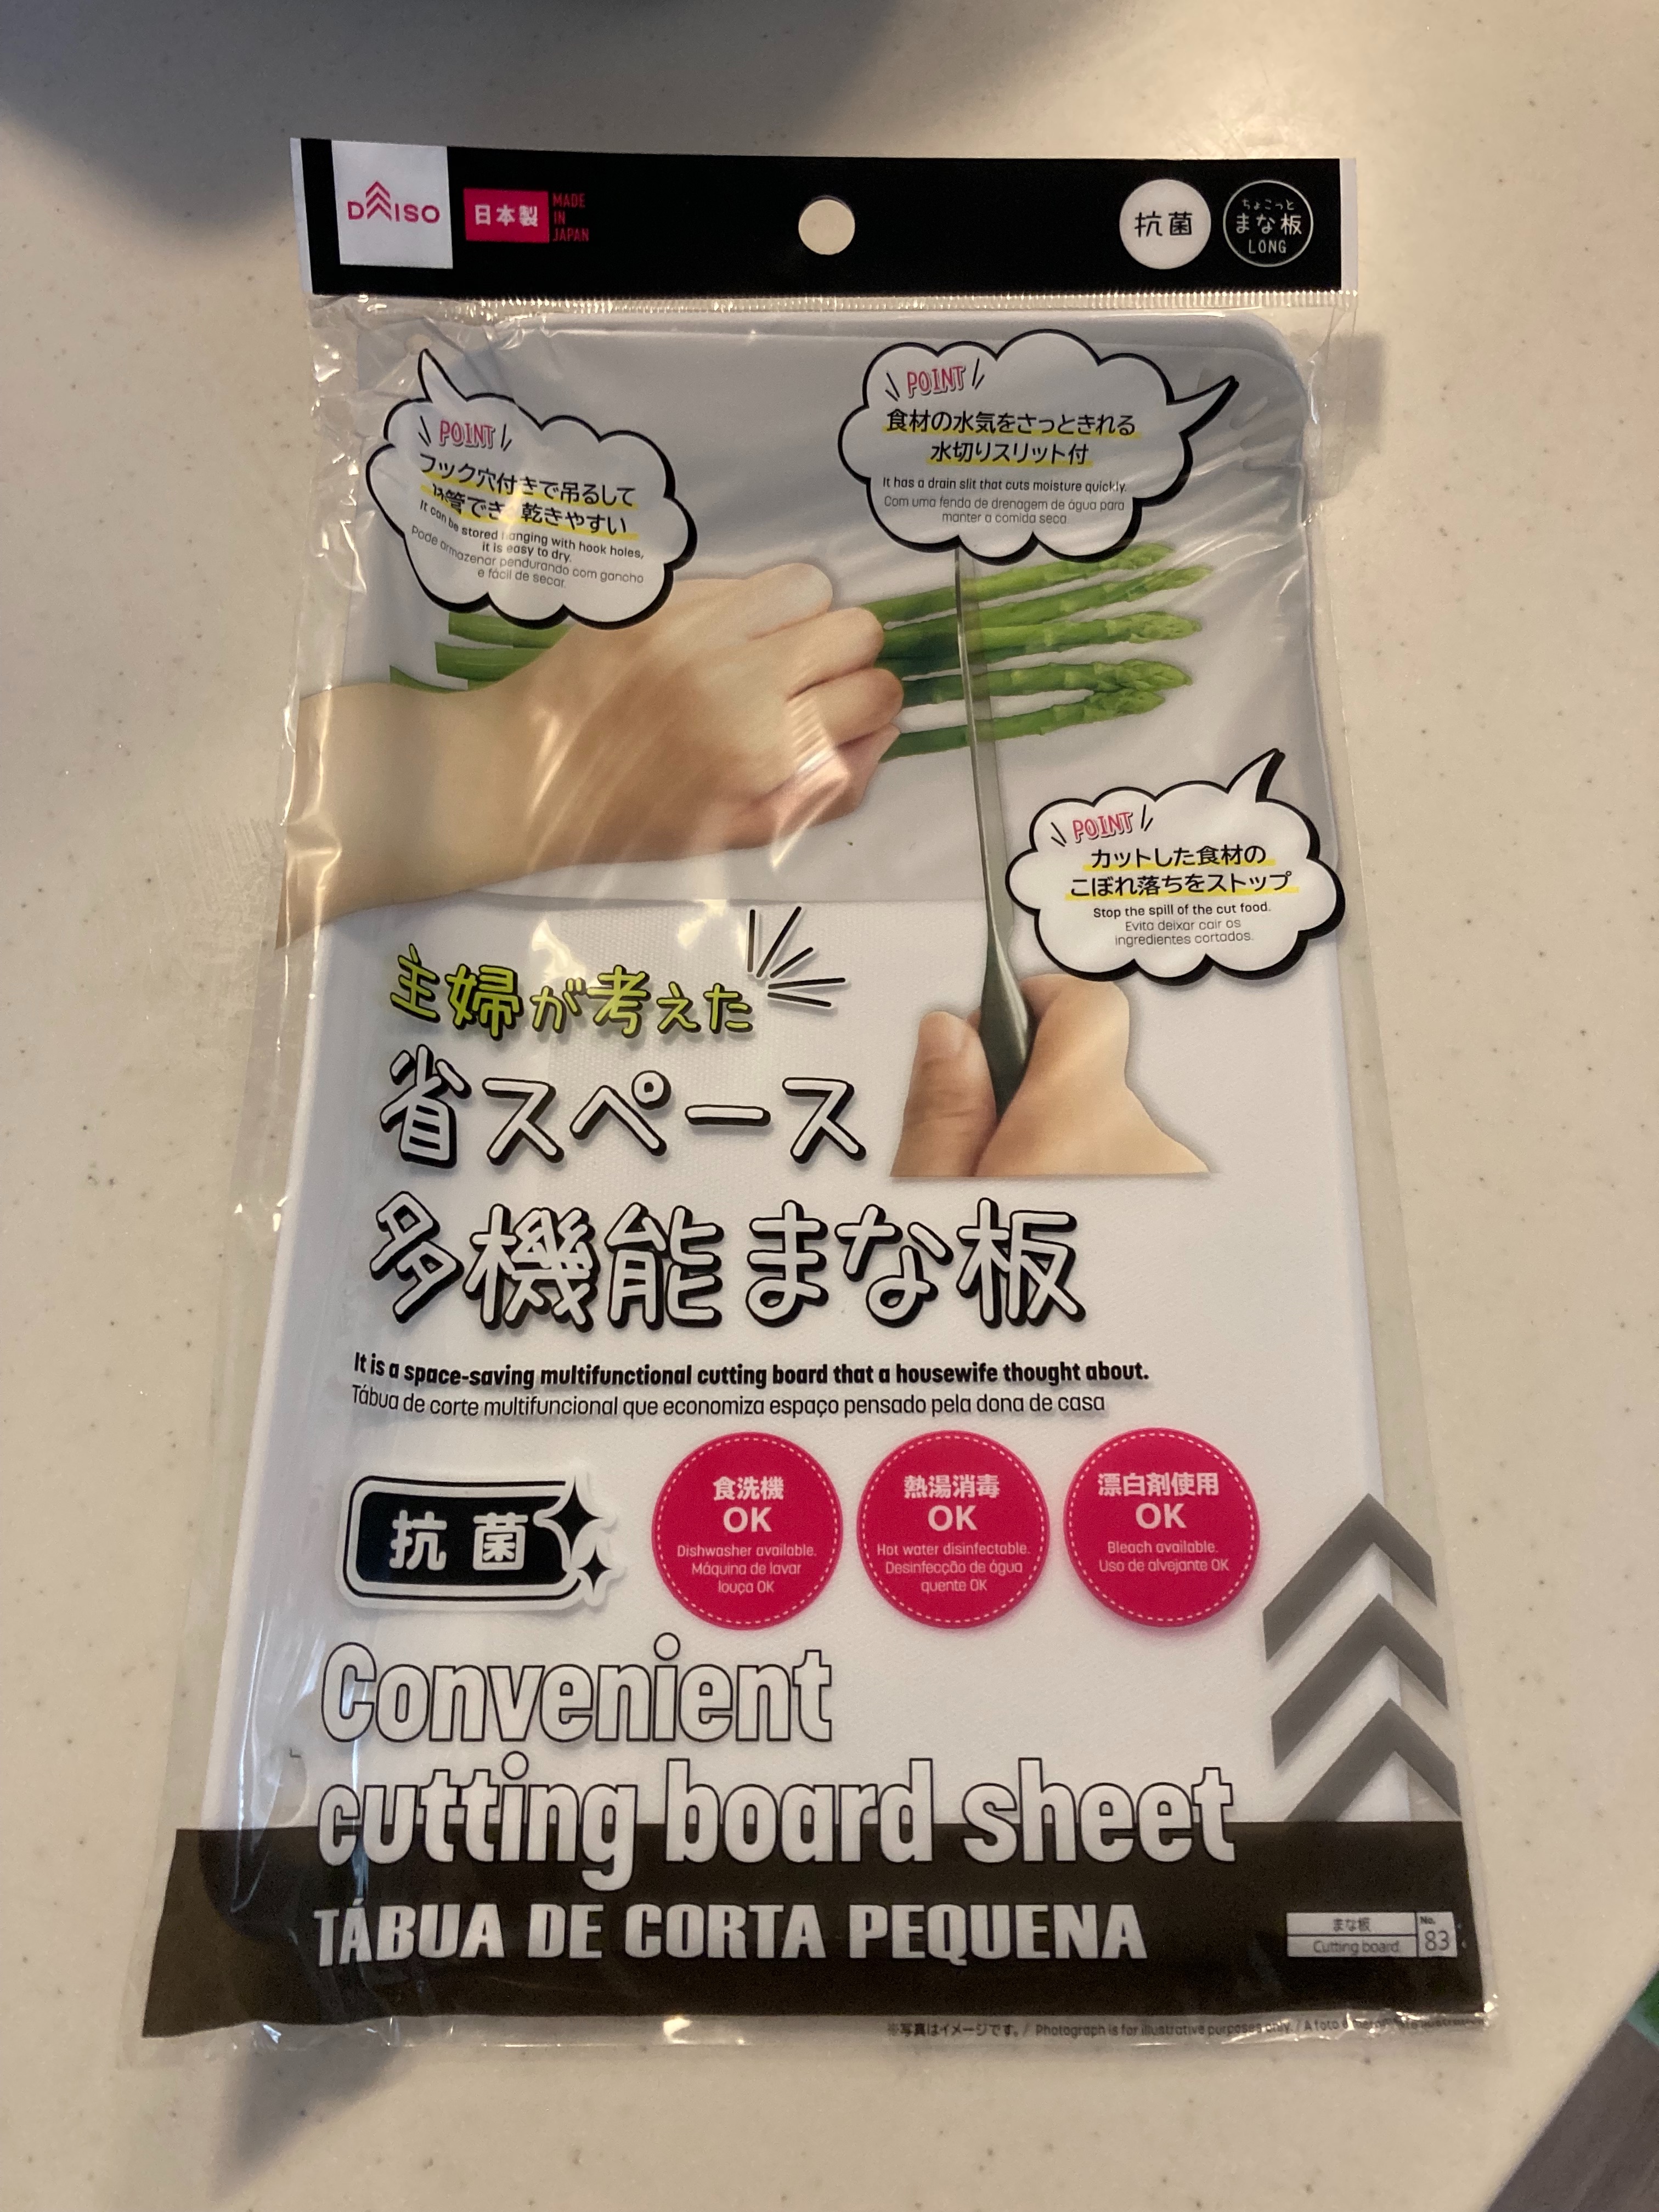 DAISO
日本製
MADE
IN
JAPAN
抗菌
ちょこっと
まな板
LONG
POINT
フック穴付きで吊るして
保管でき 乾きやすい
It can be stored hanging with hook holes,
it is easy to dry.
Pode armazenar pendurando com gancho
e fácil de secar.
POINT
食材の水気をさっときれる
水切りスリット付
It has a drain slit that cuts moisture quickly.
Com uma fenda de drenagem de água para
manter a comida seca
POINT
カットした食材の
こぼれ落ちをストップ
Stop the spill of the cut food.
Evita deixar cair os
ingredientes cortados.
主婦が考えた
省スペース
多機能まな板
It is a space-saving multifunctional cutting board that a housewife thought about.
Tábua de corte multifuncional que economiza espaço pensado pela dona de casa
抗菌
食洗機
OK
Dishwasher available.
Máquina de lavar
louça OK
熱湯消毒
OK
Hot water disinfectable.
Desinfecção de água
quente OK
漂白剤使用
OK
Bleach available.
Uso de alvejante OK
Convenient
cutting board sheet
TÁBUA DE CORTA PEQUENA
まな板
Cutting board
No.
83
※写真はイメージです。/ Photograph is for illustrative purposes only. / A foto